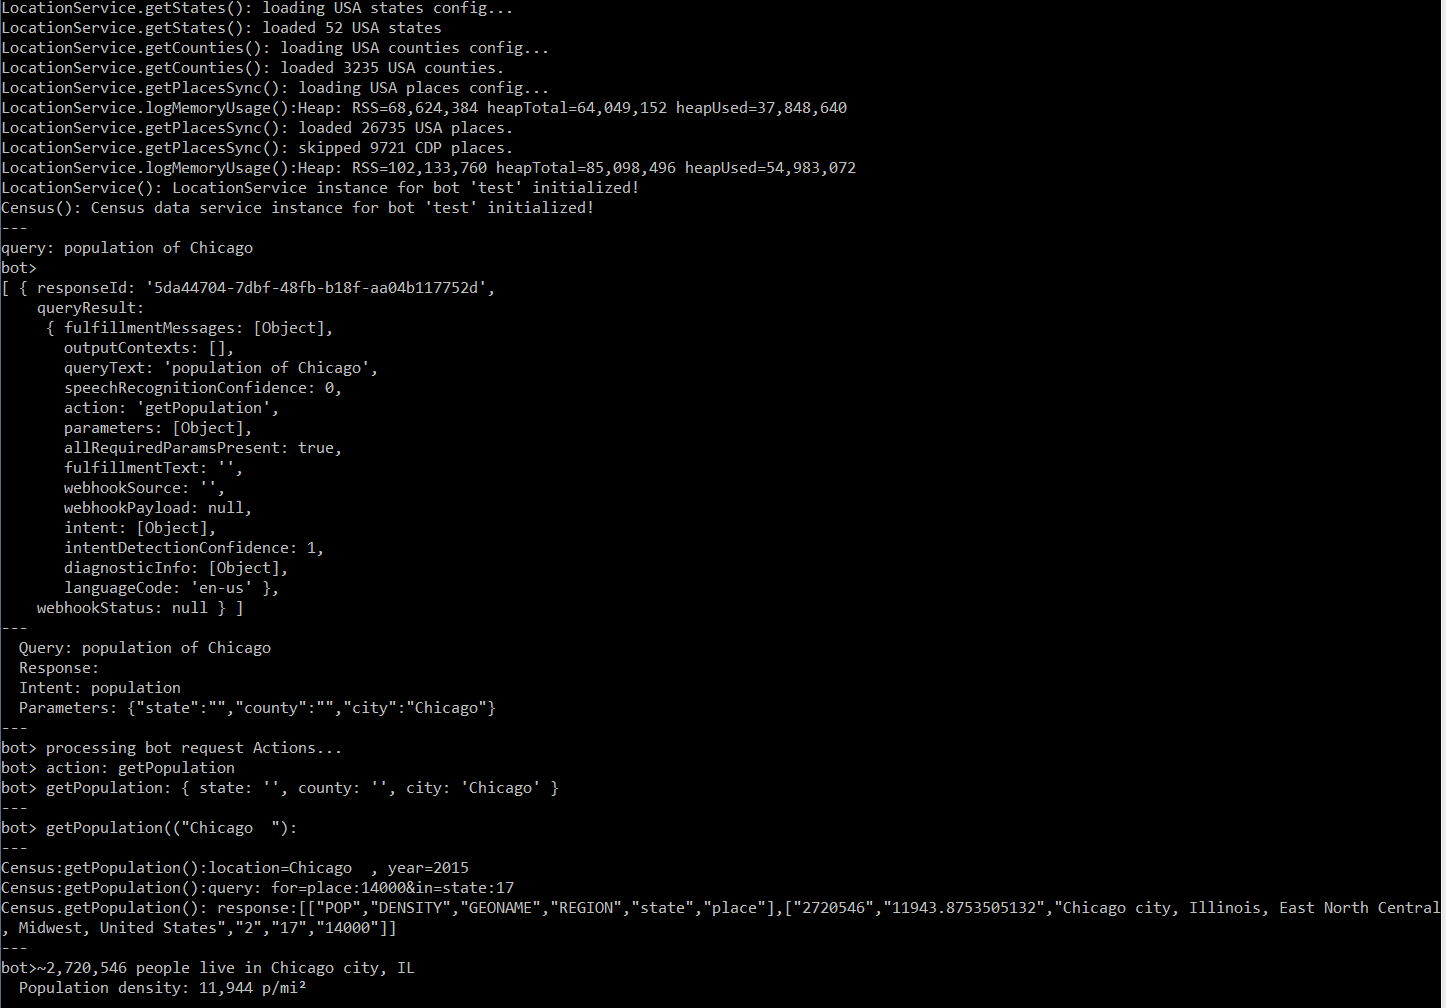 LocationService.getStates(): loading USA states config...
LocationService.getStates(): loaded 52 USA states
LocationService.getCounties(): loading USA counties config...
LocationService.getCounties(): loaded 3235 USA counties.
LocationService.getPlacesSync(): loading USA places config...
LocationService.logMemoryUsage():Heap: RSS=68,624,384 heapTotal=64,049,152 heapUsed=37,848,640
LocationService.getPlacesSync(): loaded 26735 USA places.
LocationService.getPlacesSync(): skipped 9721 CDP places.
LocationService.logMemoryUsage():Heap: RSS=102,133,760 heapTotal=85,098,496 heapUsed=54,983,072
LocationService(): LocationService instance for bot 'test' initialized!
Census(): Census data service instance for bot 'test' initialized!
---
query: population of Chicago
bot>
[ { responseId: '5da44704-7dbf-48fb-b18f-aa04b117752d',
    queryResult:
     { fulfillmentMessages: [Object],
       outputContexts: [],
       queryText: 'population of Chicago',
       speechRecognitionConfidence: 0,
       action: 'getPopulation',
       parameters: [Object],
       allRequiredParamsPresent: true,
       fulfillmentText: '',
       webhookSource: '',
       webhookPayload: null,
       intent: [Object],
       intentDetectionConfidence: 1,
       diagnosticInfo: [Object],
       languageCode: 'en-us' },
    webhookStatus: null } ]
---
  Query: population of Chicago
  Response:
  Intent: population
  Parameters: {"state":"","county":"","city":"Chicago"}
---
bot> processing bot request Actions...
bot> action: getPopulation
bot> getPopulation: { state: '', county: '', city: 'Chicago' }
---
bot> getPopulation(("Chicago  "):
---
Census:getPopulation():location=Chicago  , year=2015
Census:getPopulation():query: for=place:14000&in=state:17
Census.getPopulation(): response:[["POP","DENSITY","GEONAME","REGION","state","place"],["2720546","11943.8753505132","Chicago city, Illinois, East North Central
, Midwest, United States","2","17","14000"]]
---
bot>~2,720,546 people live in Chicago city, IL
  Population density: 11,944 p/mi²